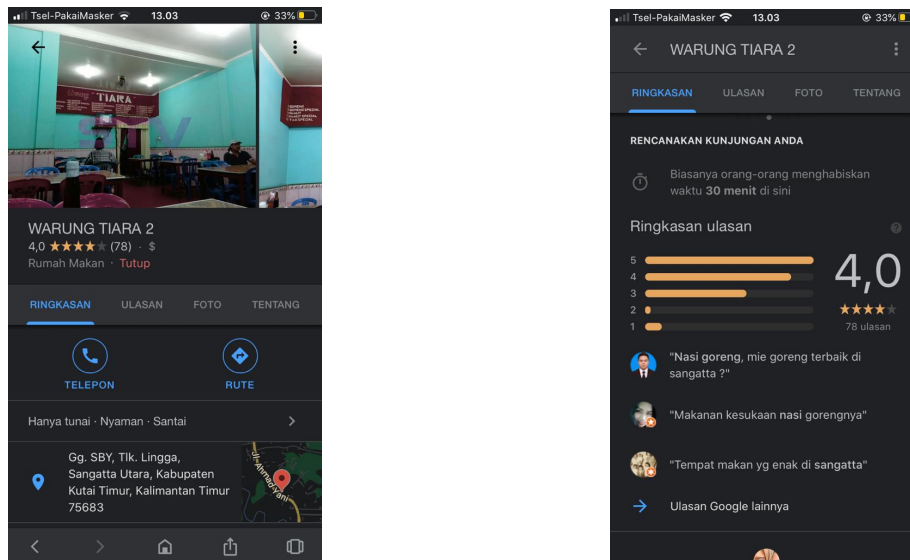 Tsel-PakaiMasker 13.03 33%
TIARA
WARUNG TIARA 2
4,0 (78) · $
Rumah Makan · Tutup
RINGKASAN ULASAN FOTO TENTANG
TELEPON RUTE
Hanya tunai · Nyaman · Santai
Gg. SBY, Tlk. Lingga,
Sangatta Utara, Kabupaten
Kutai Timur, Kalimantan Timur
75683
Jl. Ahmad Yani
Tsel-PakaiMasker 13.03 33%
WARUNG TIARA 2
RINGKASAN ULASAN FOTO TENTANG
RENCANAKAN KUNJUNGAN ANDA
Biasanya orang-orang menghabiskan
waktu 30 menit di sini
Ringkasan ulasan
5
4
3
2
1
4,0
78 ulasan
"Nasi goreng, mie goreng terbaik di
sangatta ?"
"Makanan kesukaan nasi gorengnya"
"Tempat makan yg enak di sangatta"
Ulasan Google lainnya